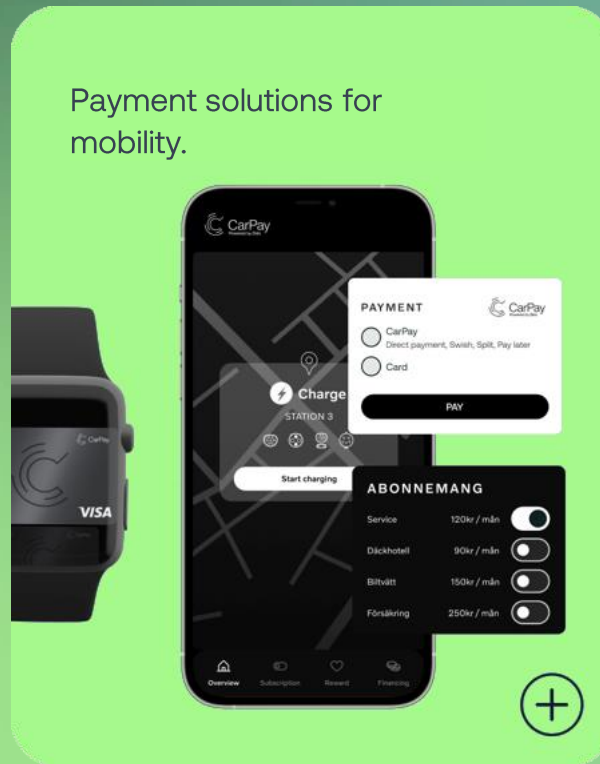 Payment solutions for
mobility.
CarPay
CarPay
VISA
Charge
STATION 3
Start charging
PAYMENT
CarPay
CarPay
Direct payment, Swish, Split, Pay later
Card
PAY
ABONNEMANG
Service 120kr / mån
Däckhotell 90kr / mån
Biltvätt 150kr / mån
Försäkring 250kr / mån
Overview Subscription Reward Financing